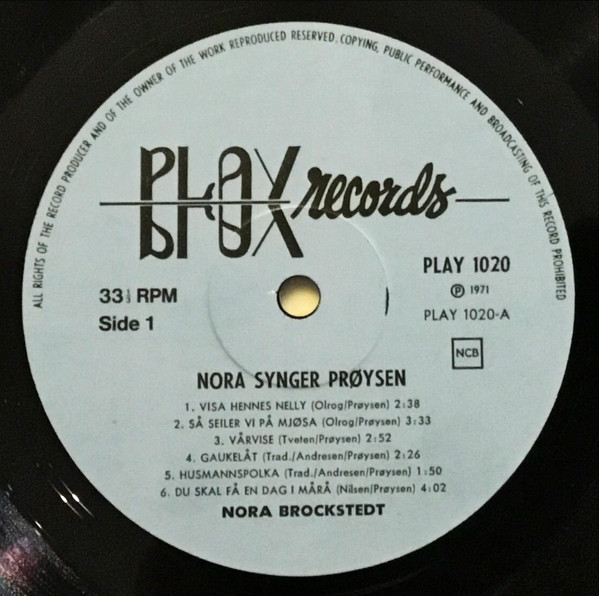 ALL RIGHTS OF THE RECORD PRODUCER AND OF THE OWNER OF THE WORK REPRODUCED RESERVED. COPYING, PUBLIC PERFORMANCE AND BROADCASTING OF THIS RECORD PROHIBITED
records
33⅓ RPM
Side 1
PLAY 1020
Ⓟ 1971
PLAY 1020-A
NCB
NORA SYNGER PRØYSEN
1. VISA HENNES NELLY (Olrog/Prøysen) 2:38
2. SÅ SEILER VI PÅ MJØSA (Olrog/Prøysen) 3:33
3. VÅRVISE (Tveten/Prøysen) 2:52
4. GAUKELÅT (Trad./Andresen/Prøysen) 2:26
5. HUSMANNSPOLKA (Trad./Andresen/Prøysen) 1:50
6. DU SKAL FÅ EN DAG I MÅRÅ (Nilsen/Prøysen) 4:02
NORA BROCKSTEDT